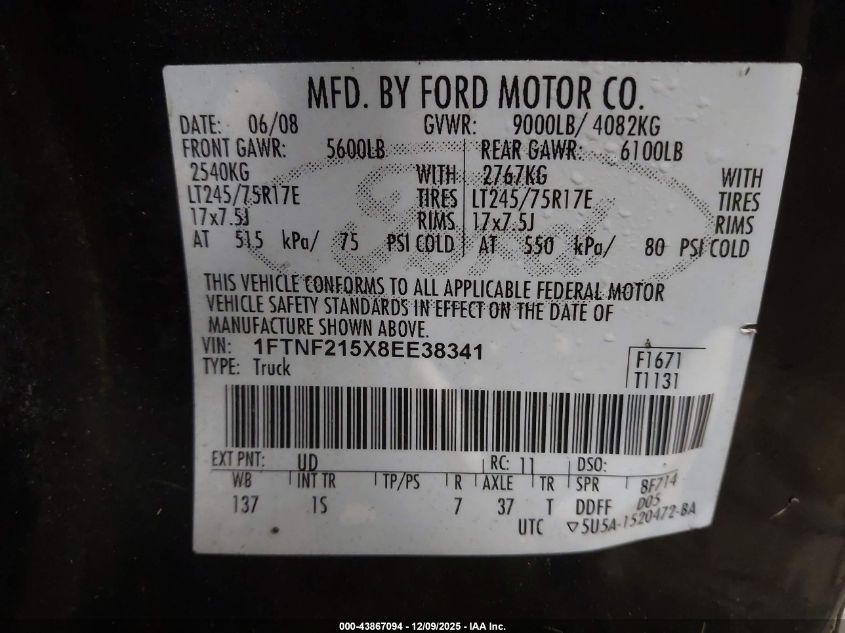 MFD. BY FORD MOTOR CO.
DATE: 06/08 GVWR: 9000LB/ 4082KG
FRONT GAWR: 5600LB REAR GAWR: 6100LB
2540KG WITH 2767KG WITH
LT245/75R17E TIRES LT245/75R17E TIRES
17x7.5J RIMS 17x7.5J RIMS
AT 515 kPa/ 75 PSI COLD AT 550 kPa/ 80 PSI COLD
THIS VEHICLE CONFORMS TO ALL APPLICABLE FEDERAL MOTOR
VEHICLE SAFETY STANDARDS IN EFFECT ON THE DATE OF
MANUFACTURE SHOWN ABOVE.
VIN: 1FTNF215X8EE38341
TYPE: Truck
F1671
T1131
EXT PNT: UD RC: 11 DSO:
WB INT TR TP/PS R AXLE TR SPR 8F714
137 1S 7 37 T DDFF D05
UTC ▽5U5A-1520472-BA
000-43867094 - 12/09/2025 - IAA Inc.